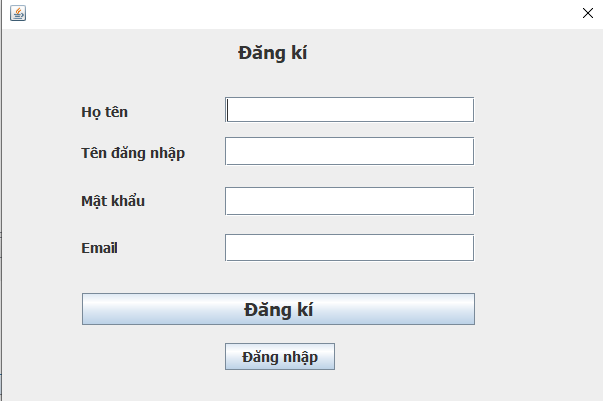 Đăng kí
Họ tên
Tên đăng nhập
Mật khẩu
Email
Đăng kí
Đăng nhập